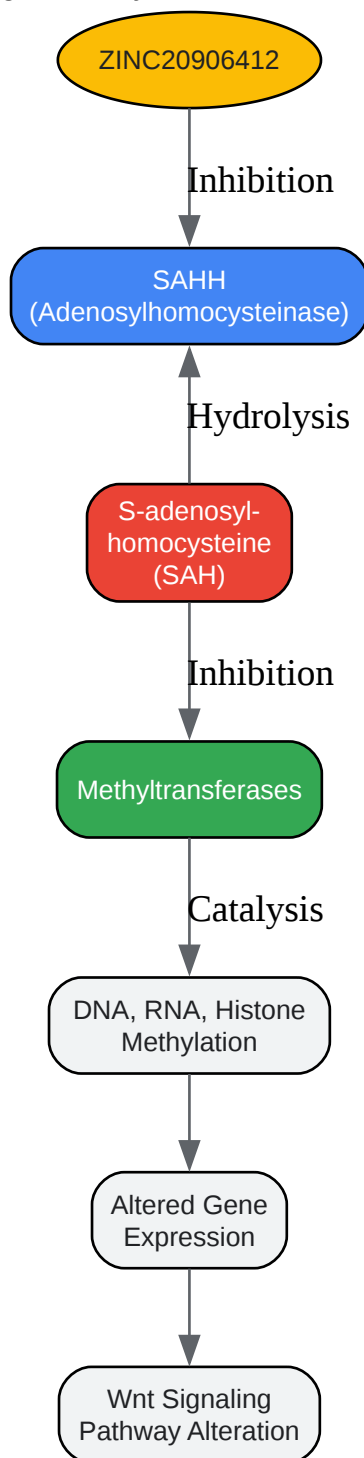 ZINC20906412
Inhibition
SAHH
(Adenosylhomocysteinase)
Hydrolysis
S-adenosyl-
homocysteine
(SAH)
Inhibition
Methyltransferases
Catalysis
DNA, RNA, Histone
Methylation
Altered Gene
Expression
Wnt Signaling
Pathway Alteration